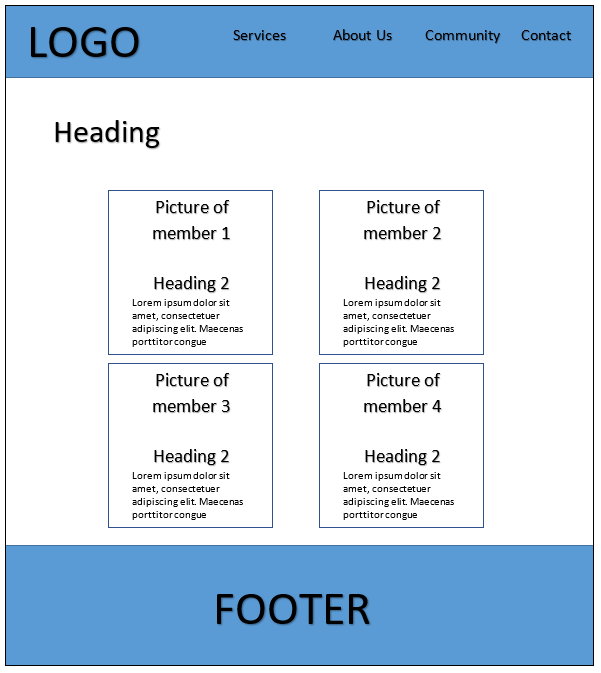 LOGO
Services About Us Community Contact
Heading
Picture of
member 1
Heading 2
Lorem ipsum dolor sit
amet, consectetuer
adipiscing elit. Maecenas
porttitor congue
Picture of
member 2
Heading 2
Lorem ipsum dolor sit
amet, consectetuer
adipiscing elit. Maecenas
porttitor congue
Picture of
member 3
Heading 2
Lorem ipsum dolor sit
amet, consectetuer
adipiscing elit. Maecenas
porttitor congue
Picture of
member 4
Heading 2
Lorem ipsum dolor sit
amet, consectetuer
adipiscing elit. Maecenas
porttitor congue
FOOTER